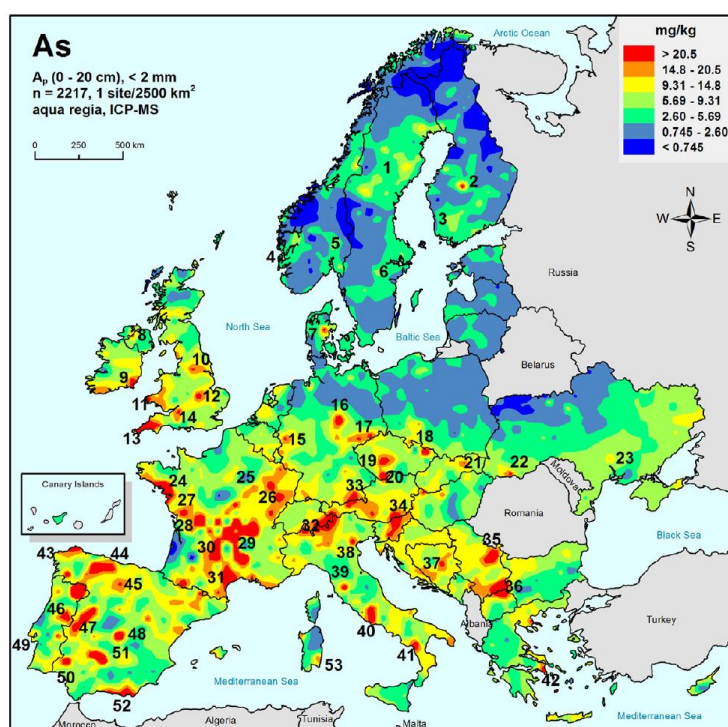 As
Aₚ (0 - 20 cm), < 2 mm
n = 2217, 1 site/2500 km²
aqua regia, ICP-MS
0 250 500 km
mg/kg
> 20.5
14.8 - 20.5
9.31 - 14.8
5.69 - 9.31
2.60 - 5.69
0.745 - 2.60
< 0.745
Arctic Ocean
N
W E
S
1
2
3
4
5
6
Russia
North Sea
7
Baltic Sea
8
Belarus
9
10
11
12
13
14
15
16
17
18
19
20
21
22
23
Moldova
Canary Islands
24
25
26
27
28
29
30
31
32
33
34
Romania
Black Sea
35
36
37
38
39
40
41
42
Albania
Turkey
43
44
45
46
47
48
49
50
51
52
53
Mediterranean Sea
Mediterranean Sea
Morocco
Algeria
Tunisia
Malta